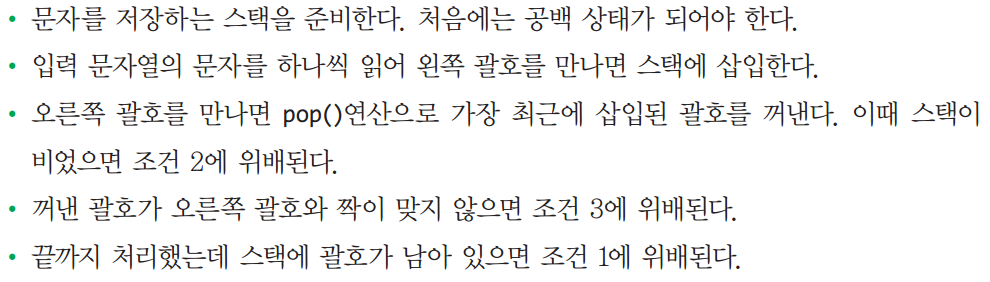 • 문자를 저장하는 스택을 준비한다. 처음에는 공백 상태가 되어야 한다.
• 입력 문자열의 문자를 하나씩 읽어 왼쪽 괄호를 만나면 스택에 삽입한다.
• 오른쪽 괄호를 만나면 pop()연산으로 가장 최근에 삽입된 괄호를 꺼낸다. 이때 스택이
비었으면 조건 2에 위배된다.
• 꺼낸 괄호가 오른쪽 괄호와 짝이 맞지 않으면 조건 3에 위배된다.
• 끝까지 처리했는데 스택에 괄호가 남아 있으면 조건 1에 위배된다.